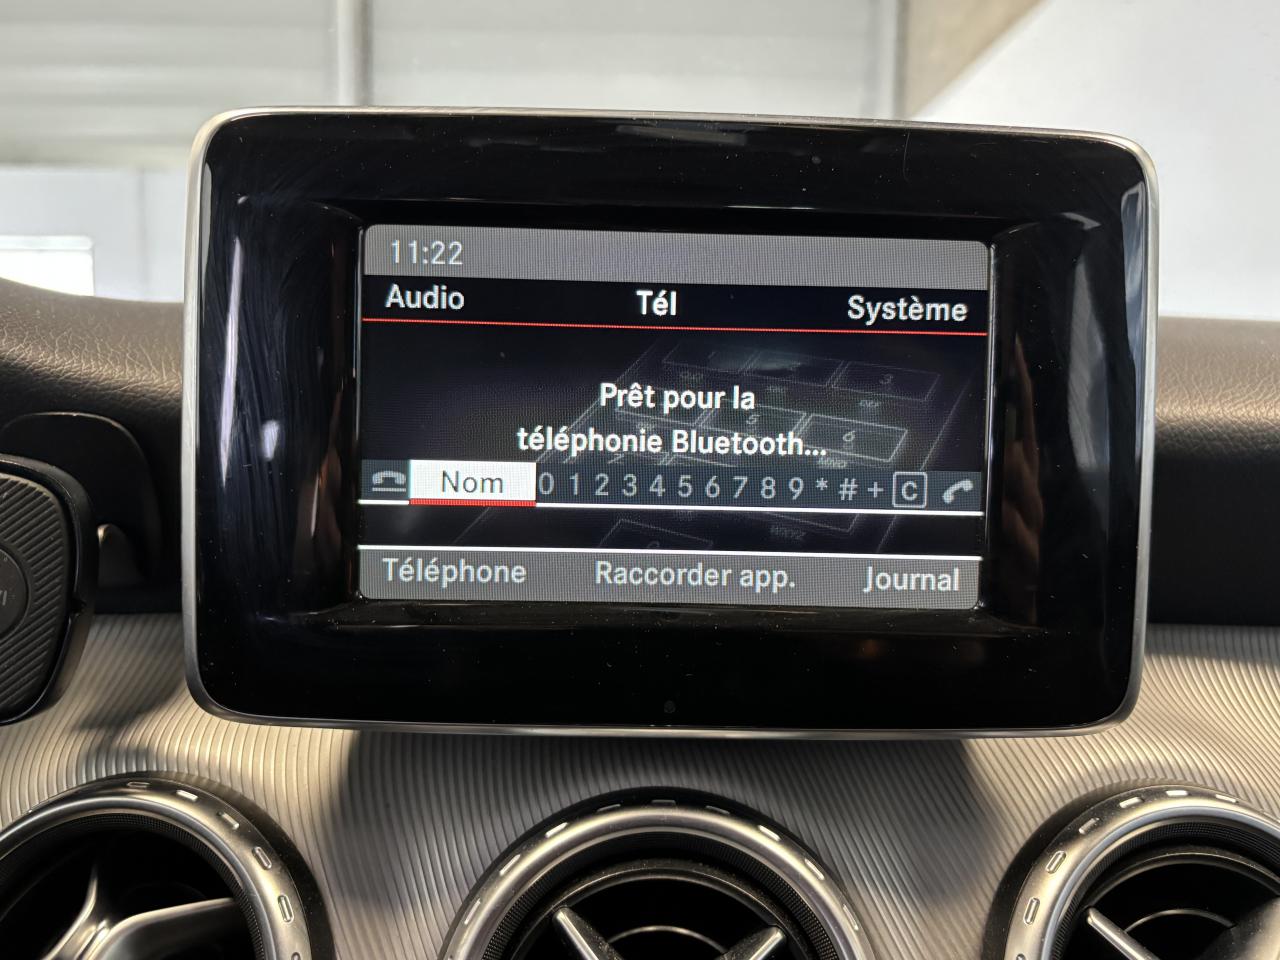 11:22
Audio Tél Système
Prêt pour la
téléphonie Bluetooth...
Nom 0 1 2 3 4 5 6 7 8 9 * # + C
Téléphone Raccorder app. Journal